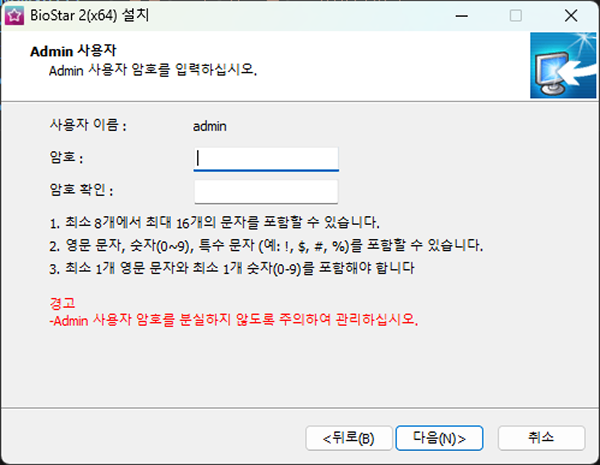 BioStar 2(x64) 설치
Admin 사용자
Admin 사용자 암호를 입력하십시오.
사용자 이름 : admin
암호 :
암호 확인 :
1. 최소 8개에서 최대 16개의 문자를 포함할 수 있습니다.
2. 영문 문자, 숫자(0~9), 특수 문자 (예: !, $, #, %)를 포함할 수 있습니다.
3. 최소 1개 영문 문자와 최소 1개 숫자(0-9)를 포함해야 합니다
경고
-Admin 사용자 암호를 분실하지 않도록 주의하여 관리하십시오.
<뒤로(B) 다음(N)> 취소